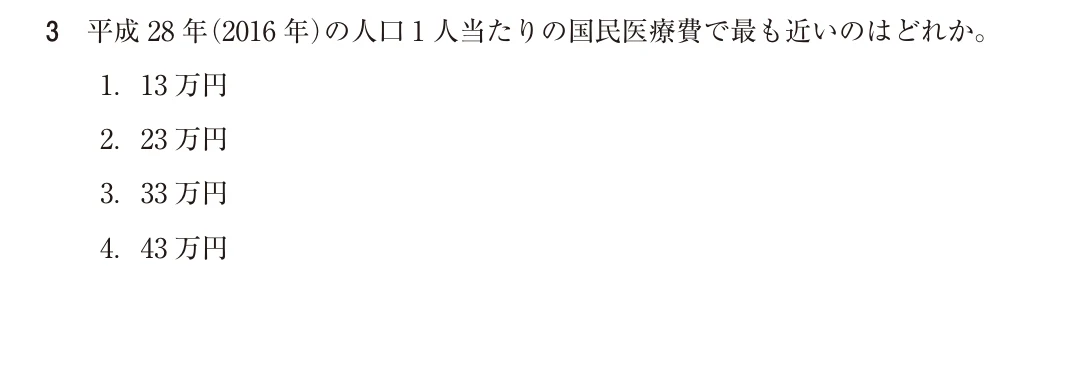 3 平成 28 年(2016 年)の人口 1 人当たりの国民医療費で最も近いのはどれか。
1. 13 万円
2. 23 万円
3. 33 万円
4. 43 万円